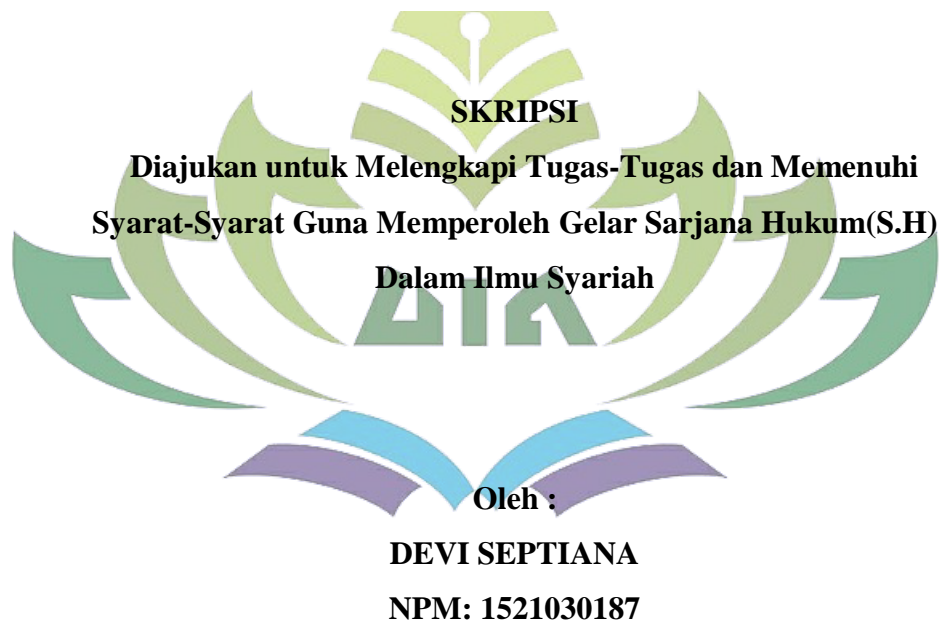 SKRIPSI
Diajukan untuk Melengkapi Tugas-Tugas dan Memenuhi
Syarat-Syarat Guna Memperoleh Gelar Sarjana Hukum(S.H)
Dalam Ilmu Syariah
Oleh :
DEVI SEPTIANA
NPM: 1521030187